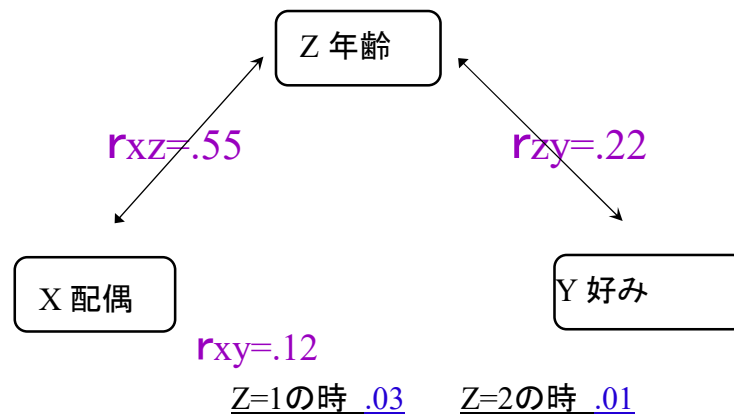 Z 年齢
rxz=.55
rzy=.22
X 配偶
Y 好み
rxy=.12
Z=1の時 .03 Z=2の時 .01